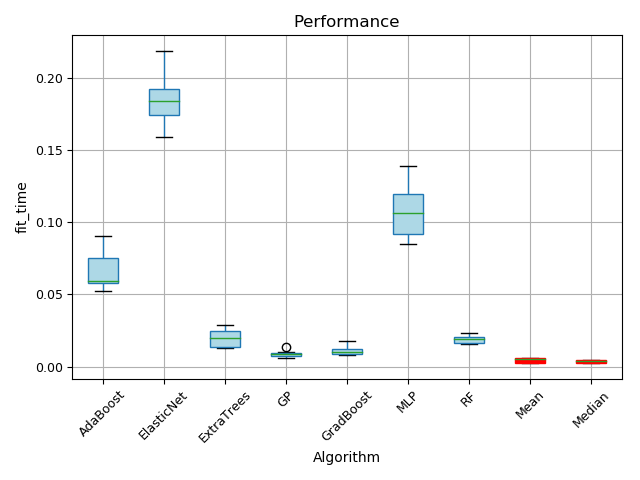 Performance
fit_time
0.20
0.15
0.10
0.05
0.00
AdaBoost
ElasticNet
ExtraTrees
GP
GradBoost
MLP
RF
Mean
Median
Algorithm